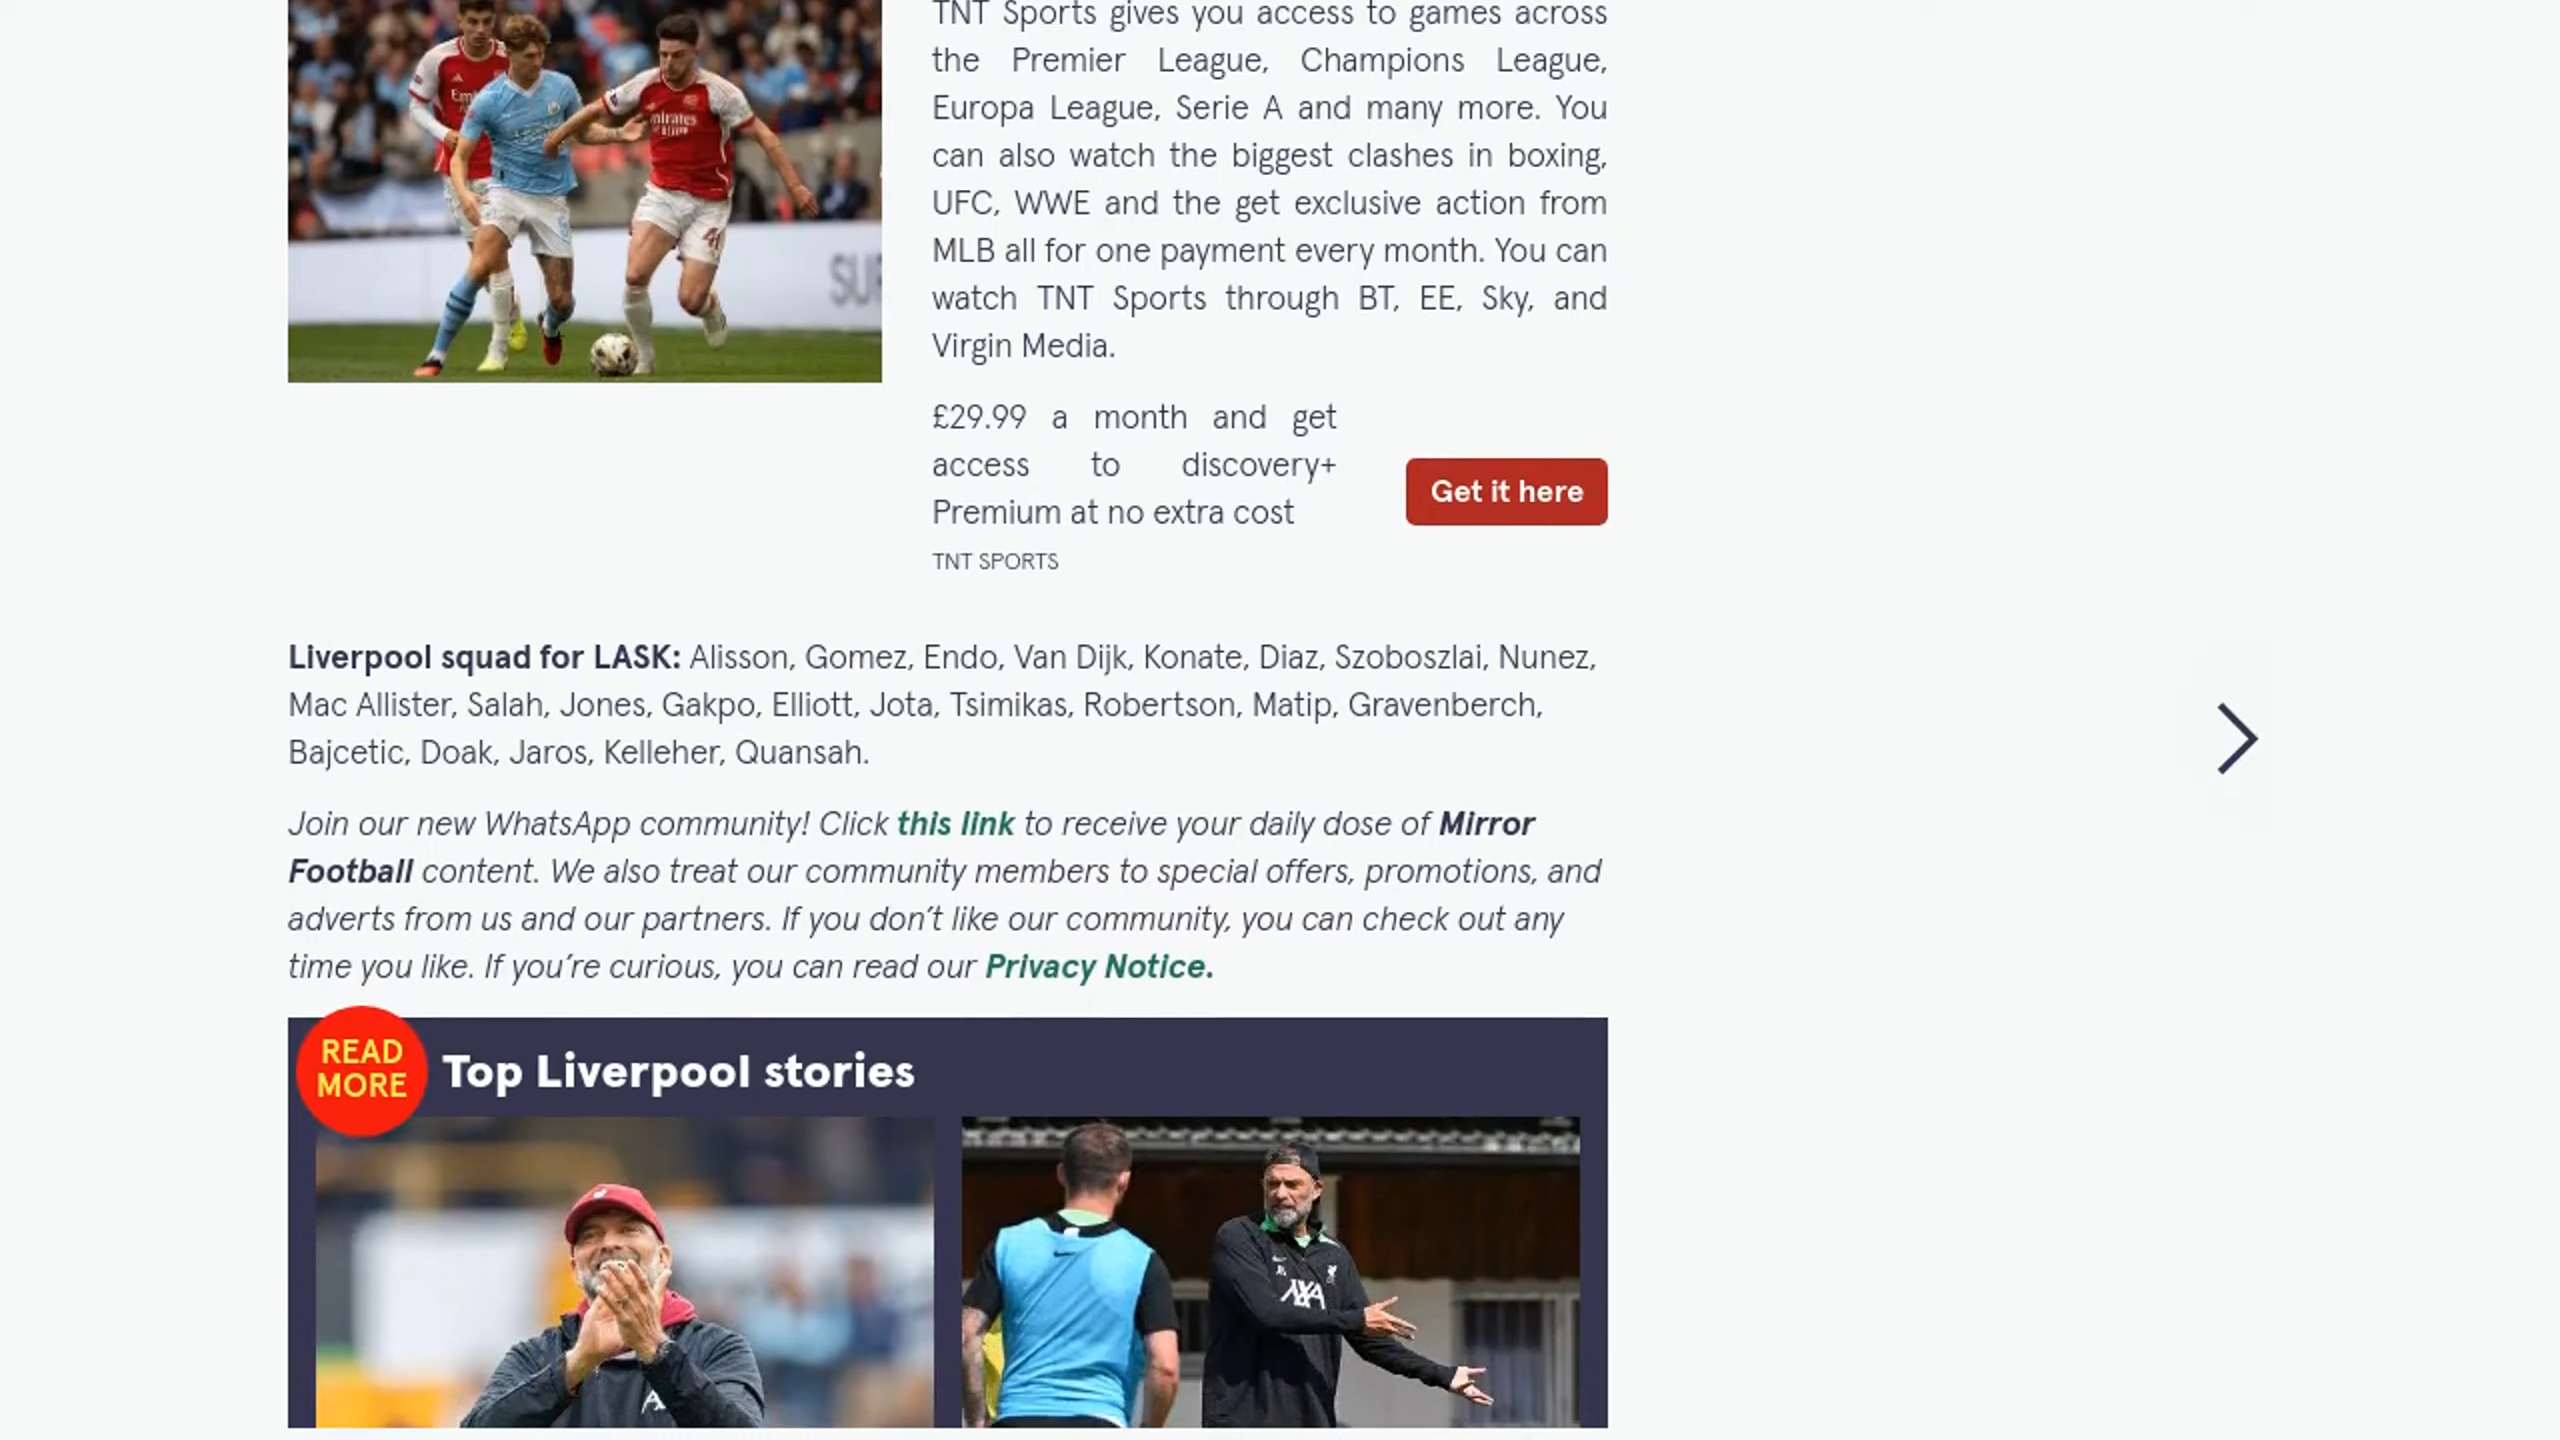 TNT Sports gives you access to games across
the Premier League, Champions League,
Europa League, Serie A and many more. You
can also watch the biggest clashes in boxing,
UFC, WWE and the get exclusive action from
MLB all for one payment every month. You can
watch TNT Sports through BT, EE, Sky, and
Virgin Media.
£29.99 a month and get
access to discovery+
Premium at no extra cost
Get it here
TNT SPORTS
Liverpool squad for LASK: Alisson, Gomez, Endo, Van Dijk, Konate, Diaz, Szoboszlai, Nunez,
Mac Allister, Salah, Jones, Gakpo, Elliott, Jota, Tsimikas, Robertson, Matip, Gravenberch,
Bajcetic, Doak, Jaros, Kelleher, Quansah.
Join our new WhatsApp community! Click this link to receive your daily dose of Mirror
Football content. We also treat our community members to special offers, promotions, and
adverts from us and our partners. If you don’t like our community, you can check out any
time you like. If you’re curious, you can read our Privacy Notice.
READ
MORE
Top Liverpool stories
AXA